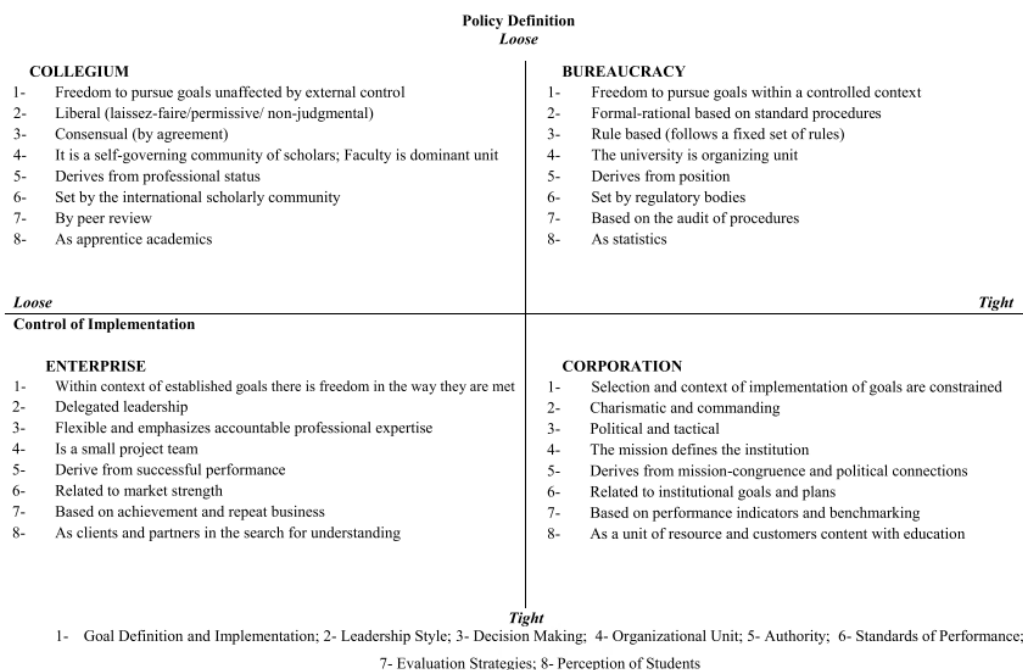 Policy Definition
Loose
COLLEGIUM
1- Freedom to pursue goals unaffected by external control
2- Liberal (laissez-faire/permissive/ non-judgmental)
3- Consensual (by agreement)
4- It is a self-governing community of scholars; Faculty is dominant unit
5- Derives from professional status
6- Set by the international scholarly community
7- By peer review
8- As apprentice academics
BUREAUCRACY
1- Freedom to pursue goals within a controlled context
2- Formal-rational based on standard procedures
3- Rule based (follows a fixed set of rules)
4- The university is organizing unit
5- Derives from position
6- Set by regulatory bodies
7- Based on the audit of procedures
8- As statistics
Loose
Tight
Control of Implementation
ENTERPRISE
1- Within context of established goals there is freedom in the way they are met
2- Delegated leadership
3- Flexible and emphasizes accountable professional expertise
4- Is a small project team
5- Derive from successful performance
6- Related to market strength
7- Based on achievement and repeat business
8- As clients and partners in the search for understanding
CORPORATION
1- Selection and context of implementation of goals are constrained
2- Charismatic and commanding
3- Political and tactical
4- The mission defines the institution
5- Derives from mission-congruence and political connections
6- Related to institutional goals and plans
7- Based on performance indicators and benchmarking
8- As a unit of resource and customers content with education
Tight
1- Goal Definition and Implementation; 2- Leadership Style; 3- Decision Making; 4- Organizational Unit; 5- Authority; 6- Standards of Performance;
7- Evaluation Strategies; 8- Perception of Students